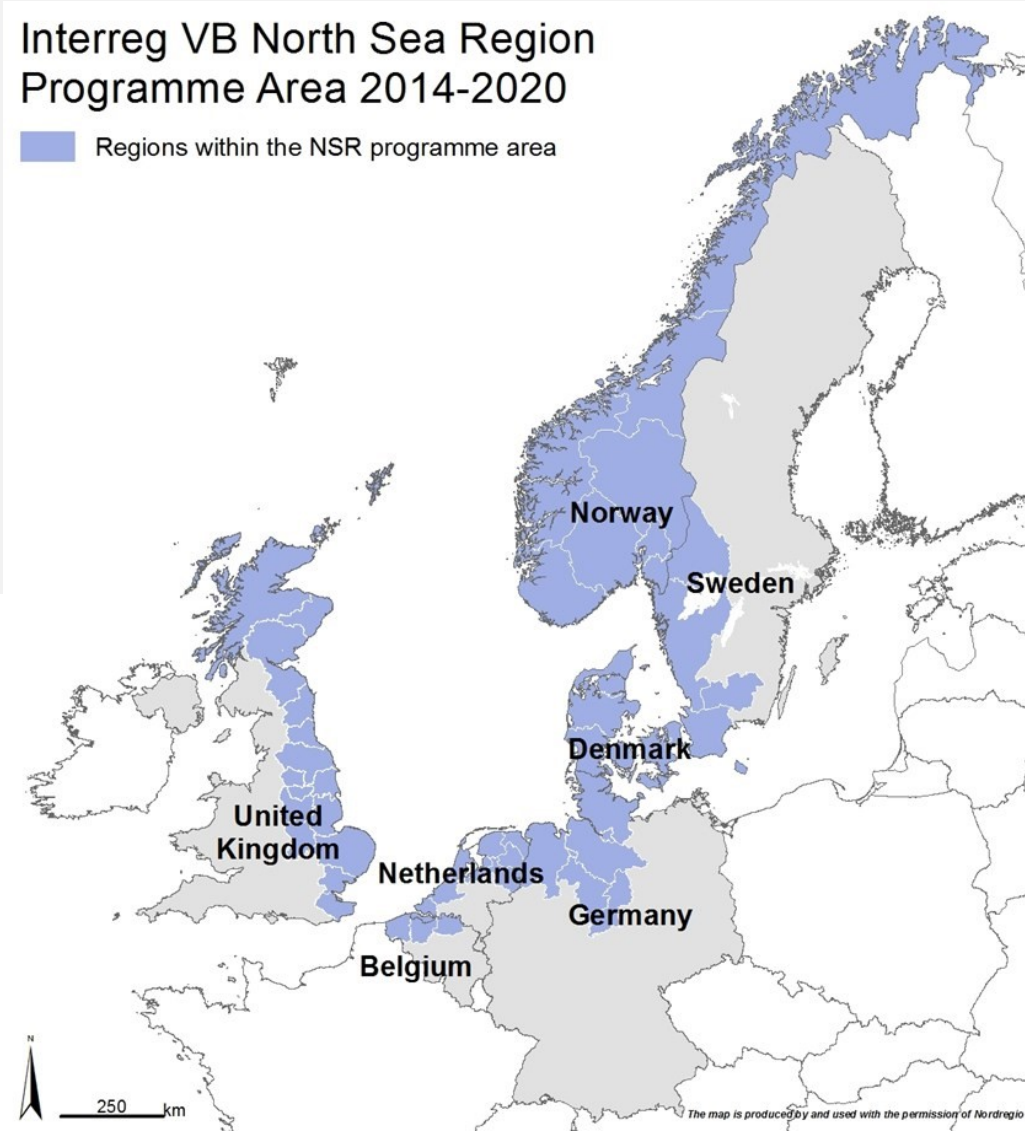 Interreg VB North Sea Region
Programme Area 2014-2020
Regions within the NSR programme area
Norway
Sweden
Denmark
United
Kingdom
Netherlands
Germany
Belgium
N
250 km
The map is produced by and used with the permission of Nordregio